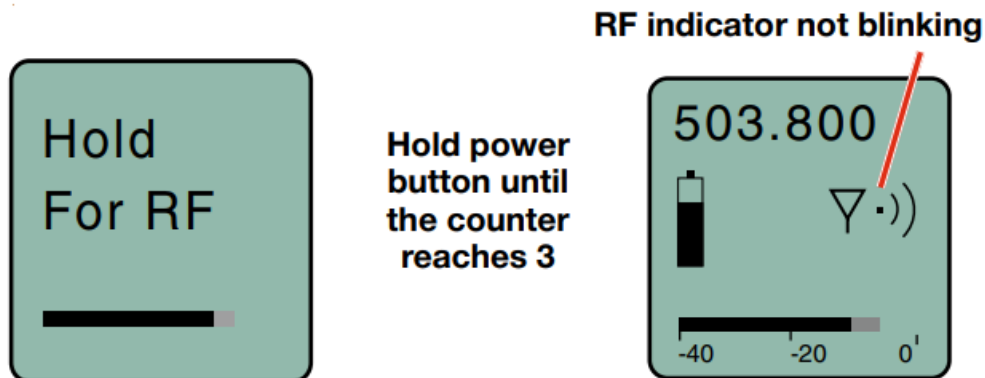 RF indicator not blinking
Hold
For RF
Hold power
button until
the counter
reaches 3
503.800
-40
-20
0